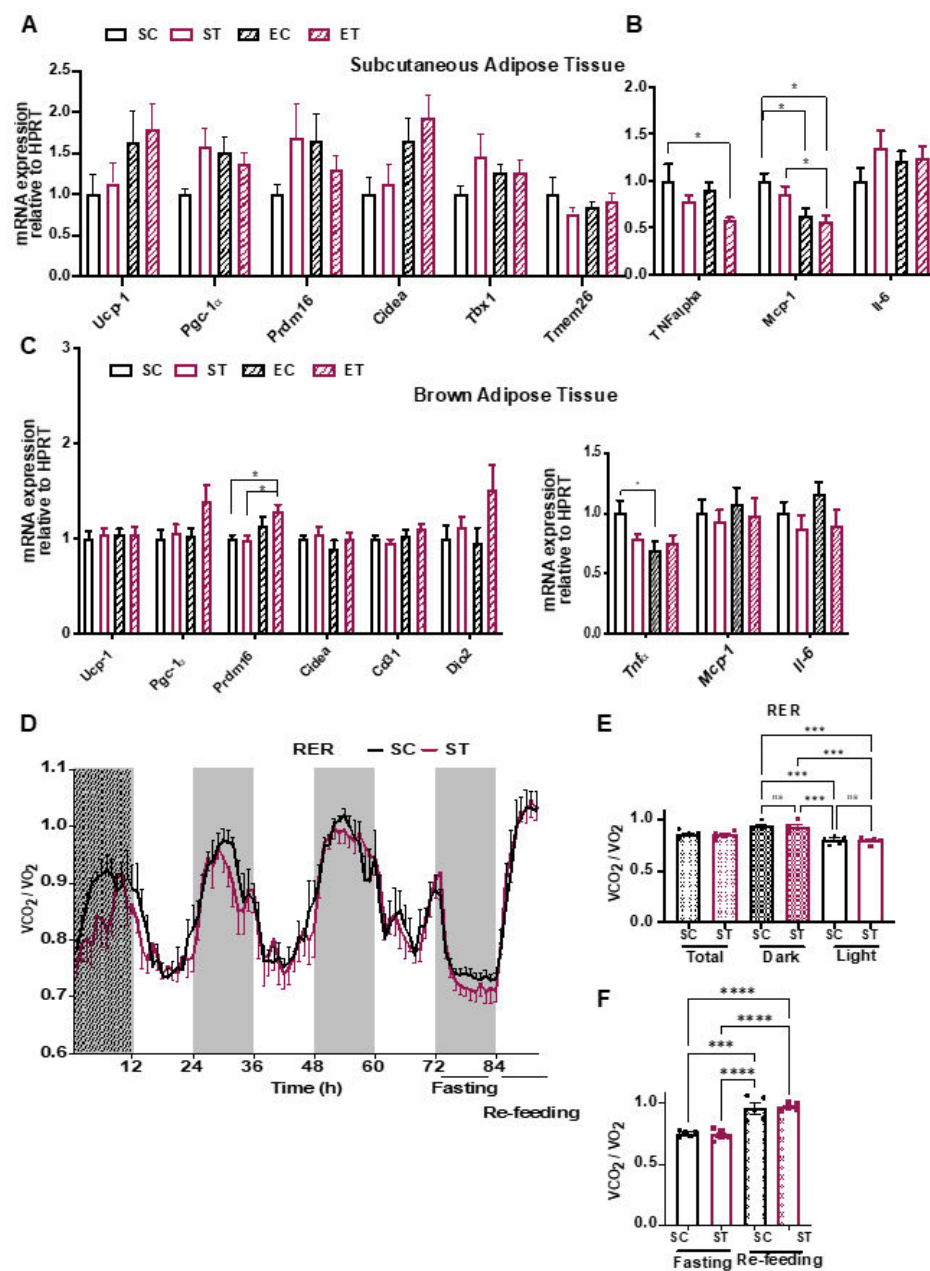 A
SC ST EC ET
B
Subcutaneous Adipose Tissue
mRNA expression
relative to HPRT
2.5
2.0
1.5
1.0
0.5
0.0
Ucp-1
Pgc-1α
Prdm16
Cidea
Tbx1
Tmem26
2.0
1.5
1.0
0.5
0.0
*
*
*
*
TNFalpha
Mcp-1
Il-6
C
SC ST EC ET
Brown Adipose Tissue
mRNA expression
relative to HPRT
3
2
1
0
*
*
Ucp-1
Prdm16
Cidea
Cd31
Dio2
mRNA expression
relative to HPRT
1.5
1.0
0.5
0.0
*
Tnfα
Mcp-1
Il-6
D
RER SC ST
VCO2 / VO2
1.1
1.0
0.9
0.8
0.7
0.6
12 24 36 48 60 72 84
Time (h)
Fasting
Re-feeding
E
RER
***
***
***
ns *** ns
VCO2 / VO2
1.0
0.5
0.0
SC ST SC ST SC ST
Total Dark Light
F
****
****
***
****
VCO2 / VO2
1.0
0.5
0.0
SC ST SC ST
Fasting Re-feeding